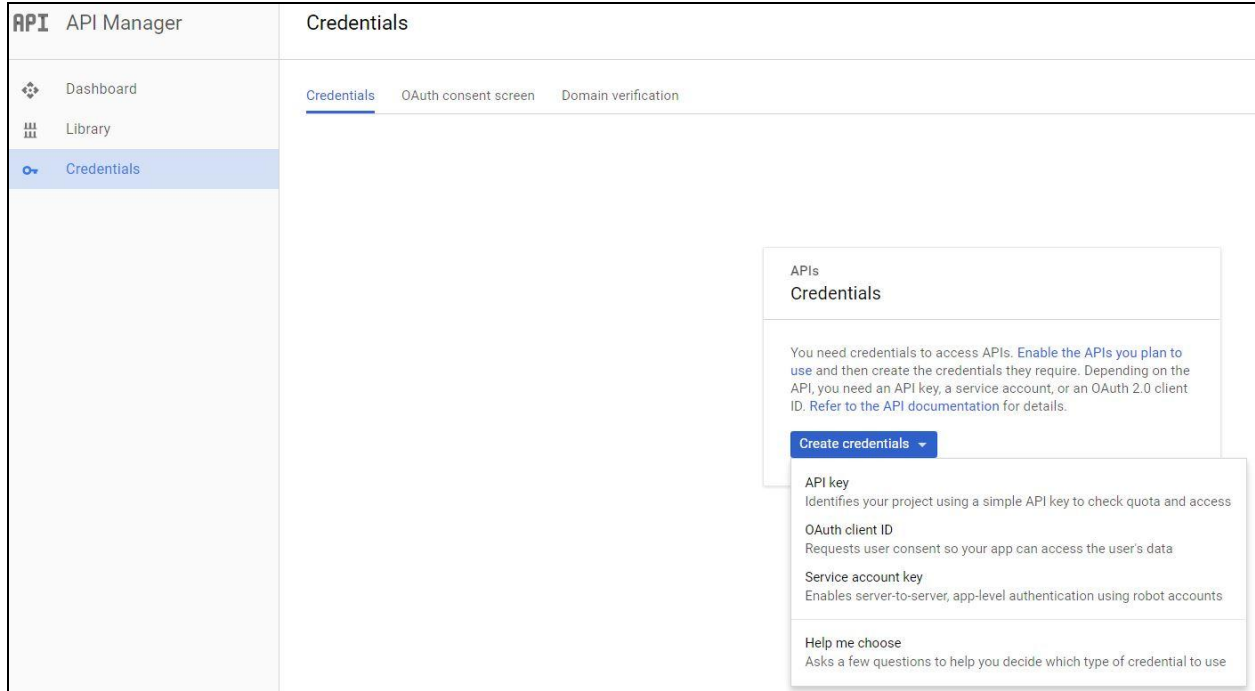 API API Manager
Credentials
Dashboard
Library
Credentials
Credentials OAuth consent screen Domain verification
APIs
Credentials
You need credentials to access APIs. Enable the APIs you plan to
use and then create the credentials they require. Depending on the
API, you need an API key, a service account, or an OAuth 2.0 client
ID. Refer to the API documentation for details.
Create credentials
API key
Identifies your project using a simple API key to check quota and access
OAuth client ID
Requests user consent so your app can access the user's data
Service account key
Enables server-to-server, app-level authentication using robot accounts
Help me choose
Asks a few questions to help you decide which type of credential to use